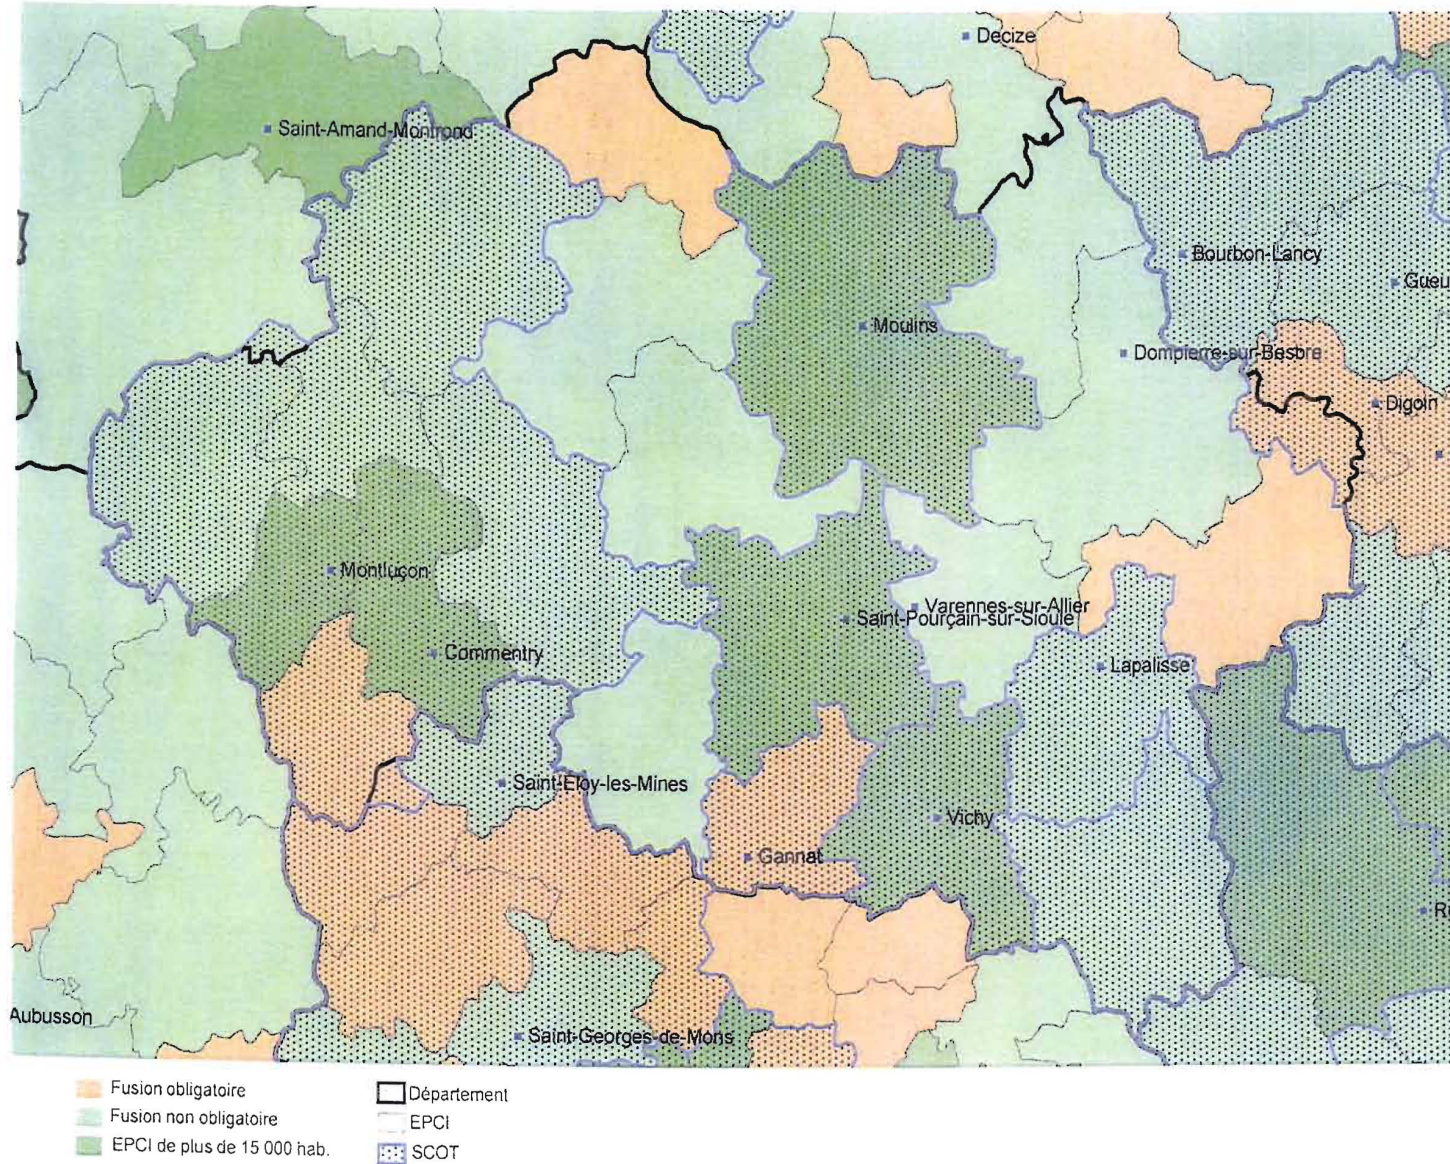 Decize
Saint-Amand-Montrond
Bourbon-Lancy
Gueu
Moulins
Dompierre-sur-Besbre
Digoin
Montluçon
Varennes-sur-Allier
Saint-Pourçain-sur-Sioule
Commentry
Lapalisse
Saint-Eloy-les-Mines
Vichy
Gannat
R
Aubusson
Saint-Georges-de-Mons
Fusion obligatoire
Département
Fusion non obligatoire
EPCI
EPCI de plus de 15 000 hab.
SCOT